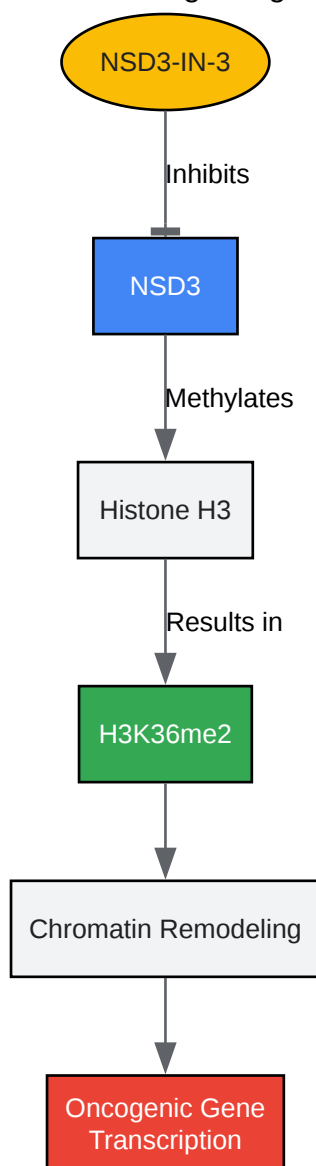 NSD3-IN-3
Inhibits
NSD3
Methylates
Histone H3
Results in
H3K36me2
Chromatin Remodeling
Oncogenic Gene
Transcription